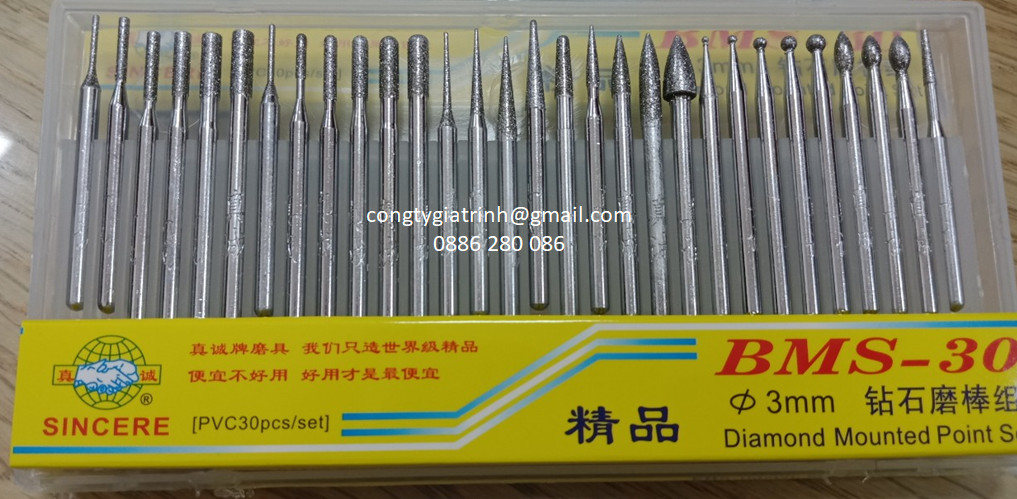 congtygiatrinh@gmail.com
0886 280 086
真诚牌磨具 我们只造世界级精品
便宜不好用 好用才是最便宜
真 诚
®
SINCERE
[PVC30pcs/set]
精品
BMS-30
Φ 3mm 钻石磨棒组
Diamond Mounted Point S